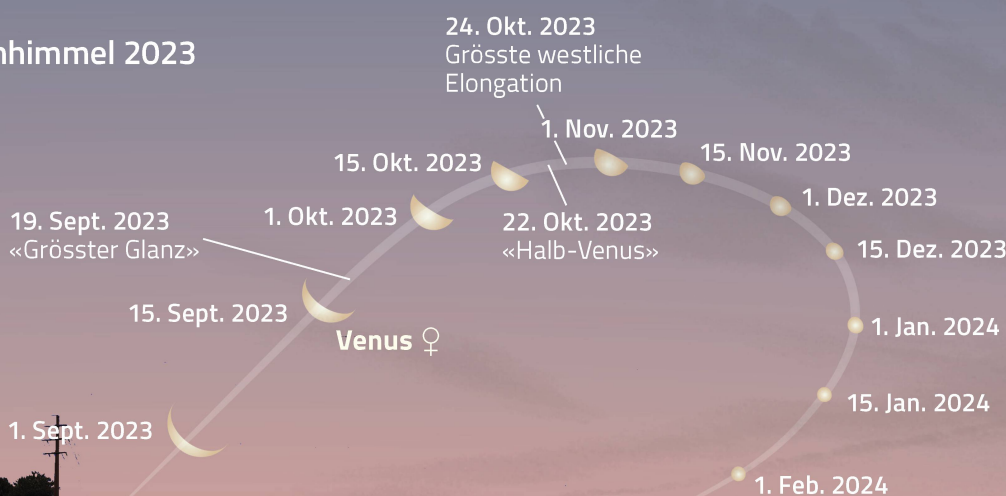 24. Okt. 2023
Grösste westliche
Elongation
himmel 2023
1. Nov. 2023
15. Nov. 2023
15. Okt. 2023
1. Dez. 2023
19. Sept. 2023
«Grösster Glanz»
1. Okt. 2023
22. Okt. 2023
«Halb-Venus»
15. Dez. 2023
15. Sept. 2023
Venus ♀
1. Jan. 2024
15. Jan. 2024
1. Sept. 2023
1. Feb. 2024